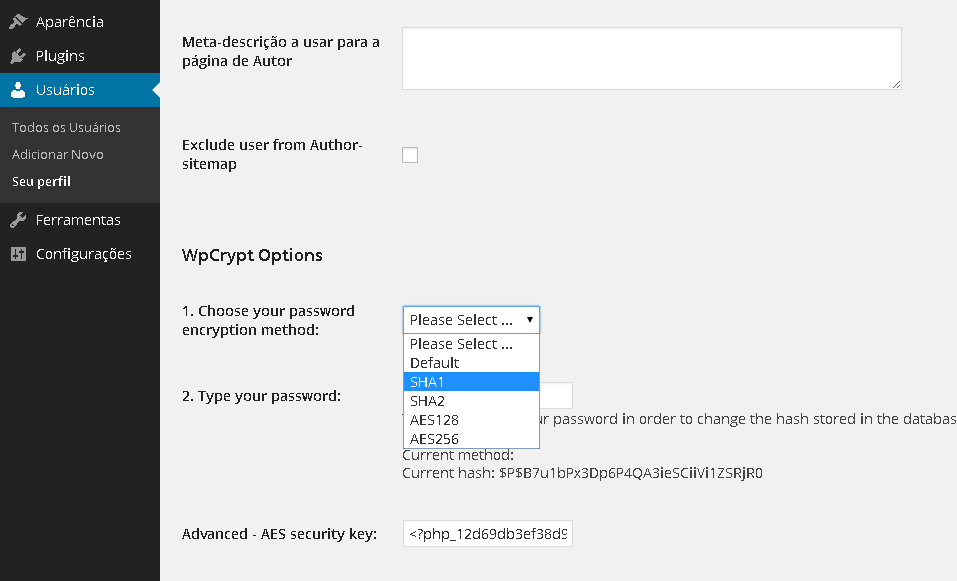 Aparência
Plugins
Usuários
Todos os Usuários
Adicionar Novo
Seu perfil
Ferramentas
Configurações
Meta-descrição a usar para a
página de Autor
Exclude user from Author-
sitemap
WpCrypt Options
1. Choose your password
encryption method:
Please Select ...
Please Select ...
Default
SHA1
SHA2
AES128
AES256
2. Type your password:
password in order to change the hash stored in the
Current method:
Current hash: $P$B7u1bPx3Dp6P4QA3ieSCiiVi1ZSRjR0
Advanced - AES security key:
<?php_12d69db3ef38d9